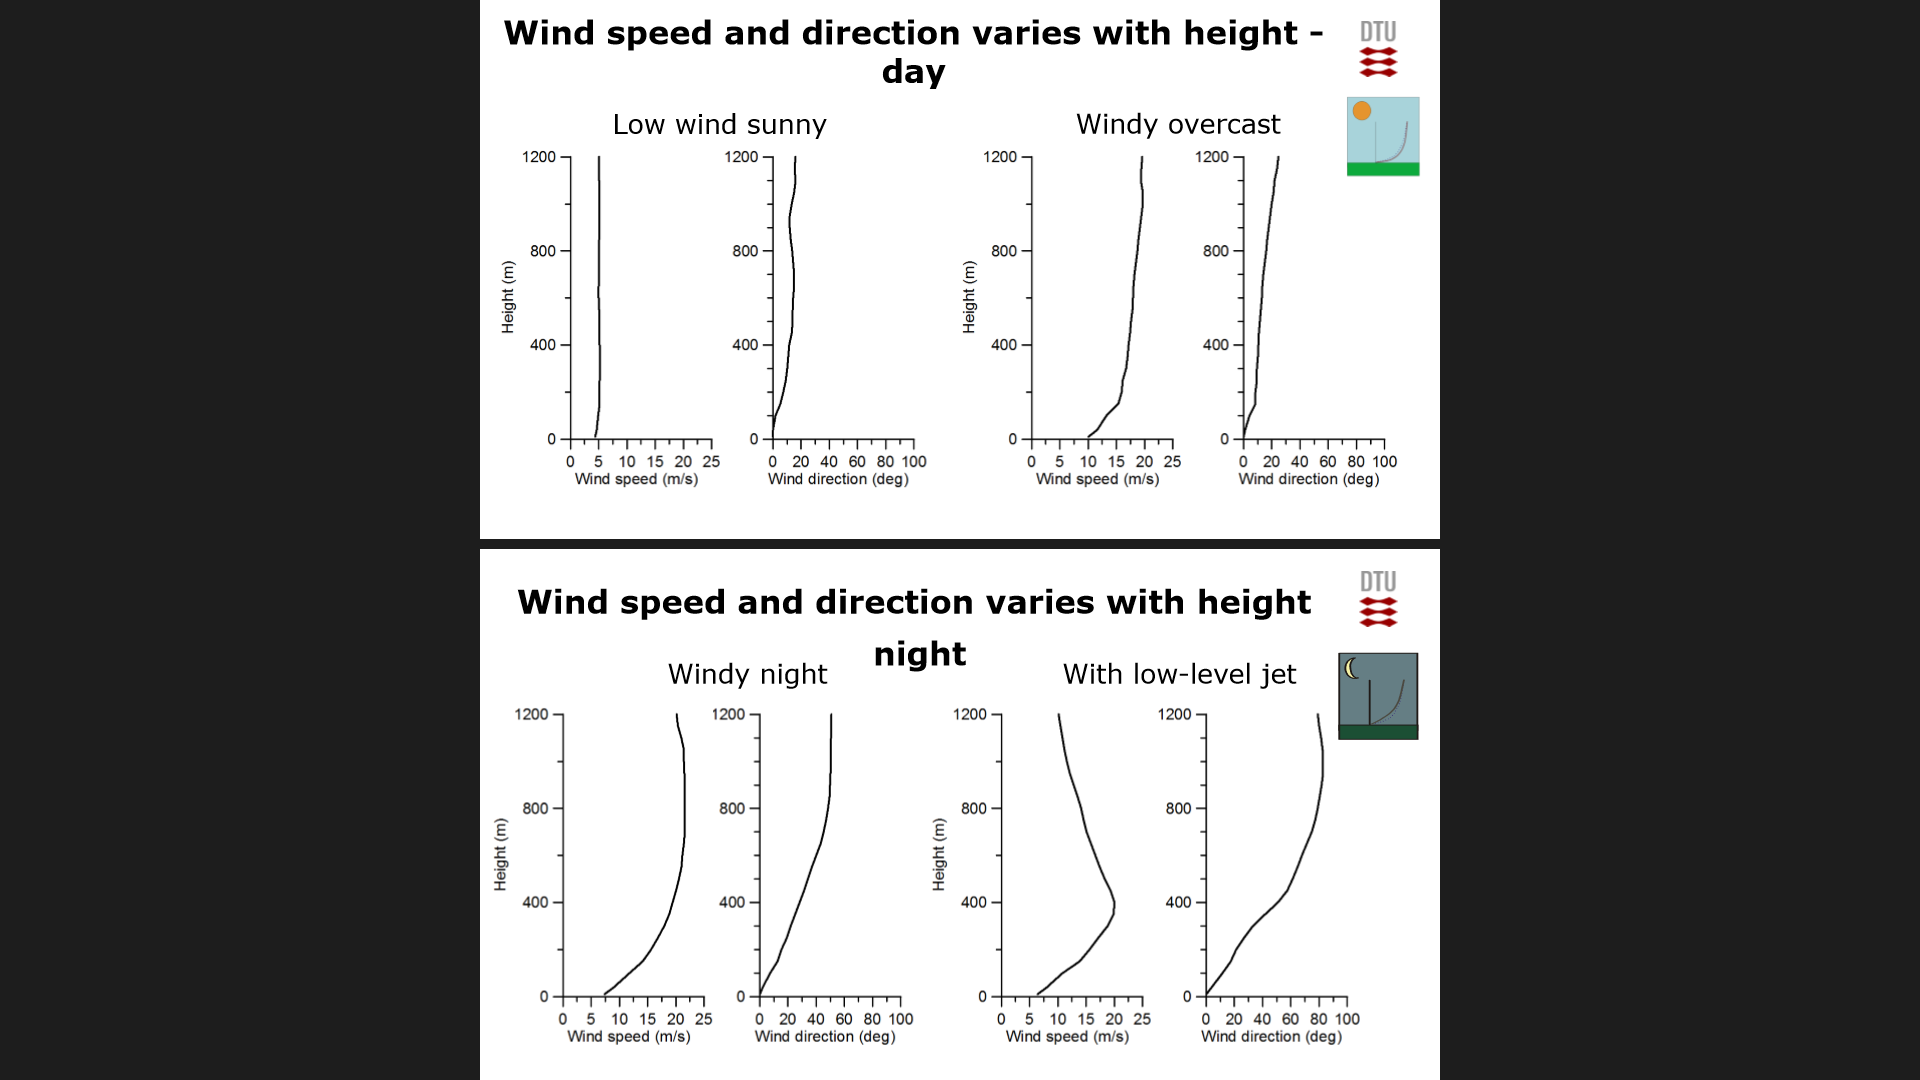 Wind speed and direction varies with height -
day
DTU
Low wind sunny
Windy overcast
1200
800
400
0
Height (m)
0 5 10 15 20 25
Wind speed (m/s)
1200
800
400
0
0 20 40 60 80 100
Wind direction (deg)
1200
800
400
0
Height (m)
0 5 10 15 20 25
Wind speed (m/s)
1200
800
400
0
0 20 40 60 80 100
Wind direction (deg)
Wind speed and direction varies with height
night
DTU
Windy night
With low-level jet
1200
800
400
0
Height (m)
0 5 10 15 20 25
Wind speed (m/s)
1200
800
400
0
0 20 40 60 80 100
Wind direction (deg)
1200
800
400
0
Height (m)
0 5 10 15 20 25
Wind speed (m/s)
1200
800
400
0
0 20 40 60 80 100
Wind direction (deg)